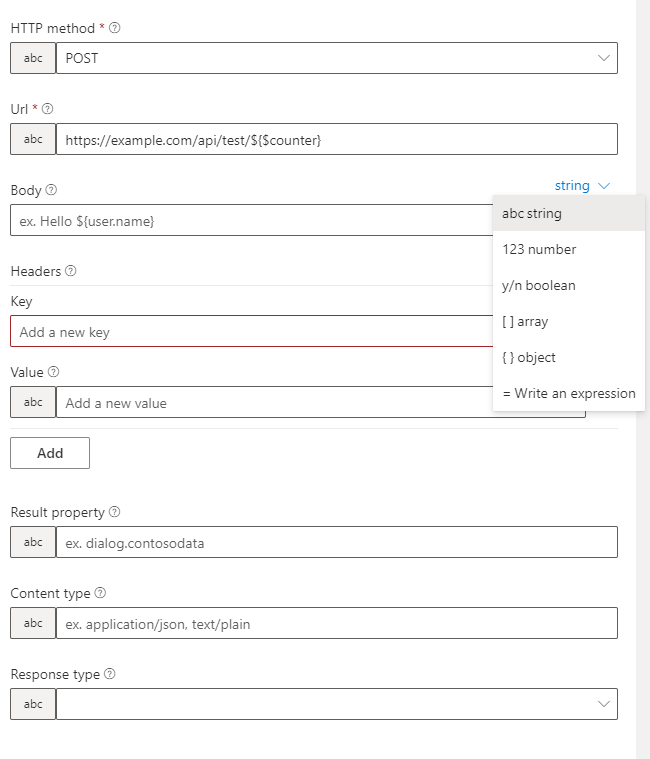 HTTP method *
abc POST
Url *
abc https://example.com/api/test/${$counter}
Body string
ex. Hello ${user.name}
abc string
123 number
y/n boolean
[ ] array
{ } object
= Write an expression
Headers
Key
Add a new key
Value
abc Add a new value
Add
Result property
abc ex. dialog.contosodata
Content type
abc ex. application/json, text/plain
Response type
abc